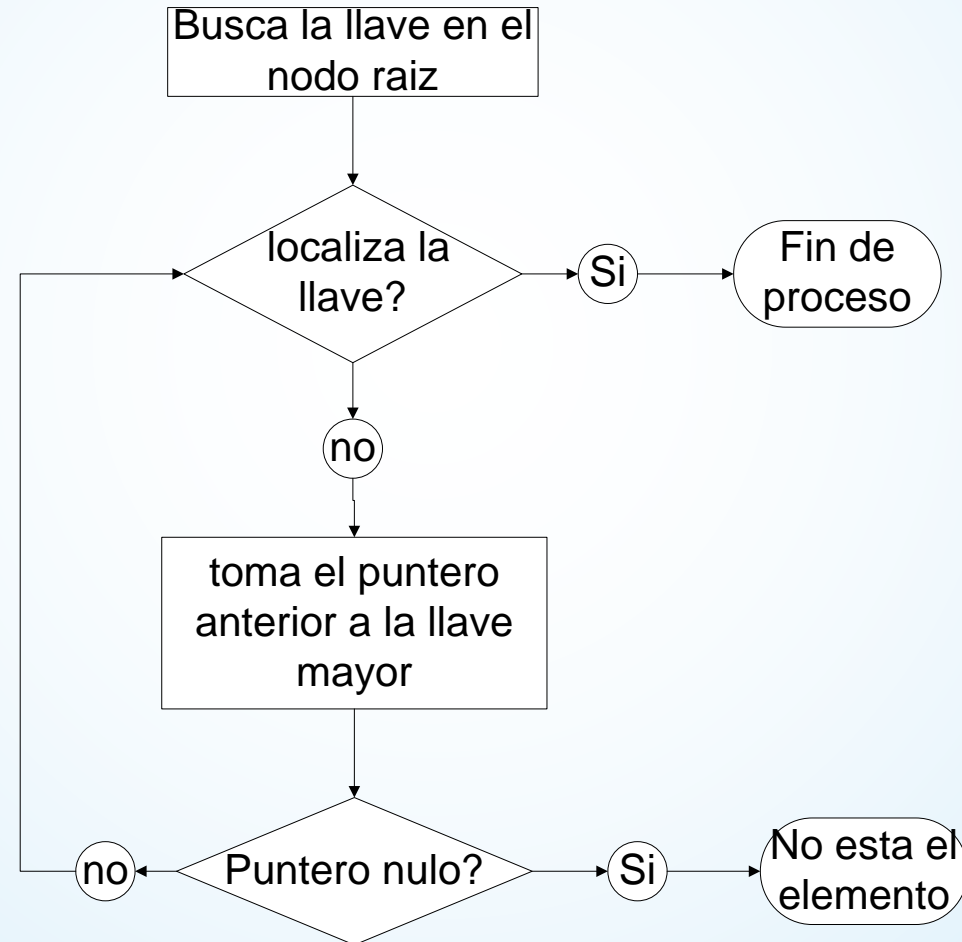 Busca la llave en el
nodo raiz
localiza la
llave?
Si
Fin de
proceso
no
toma el puntero
anterior a la llave
mayor
no
Puntero nulo?
Si
No esta el
elemento